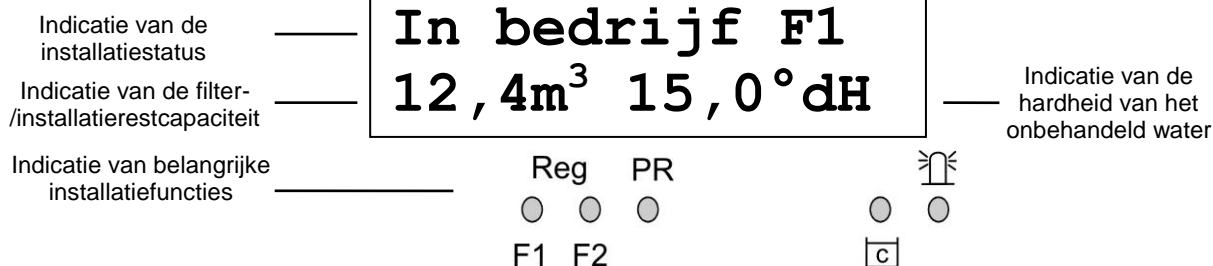 Indicatie van de
installatiestatus
In bedrijf F1
Indicatie van de filter-
/installatierestcapaciteit
12,4m³ 15,0°dH
Indicatie van de
hardheid van het
onbehandeld water
Indicatie van belangrijke
installatiefuncties
Reg PR
F1 F2
c